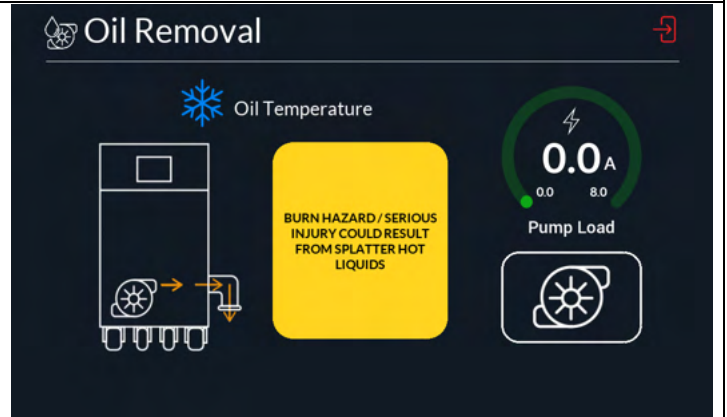 Oil Removal
Oil Temperature
BURN HAZARD / SERIOUS
INJURY COULD RESULT
FROM SPLATTER HOT
LIQUIDS
0.0 A
0.0 8.0
Pump Load